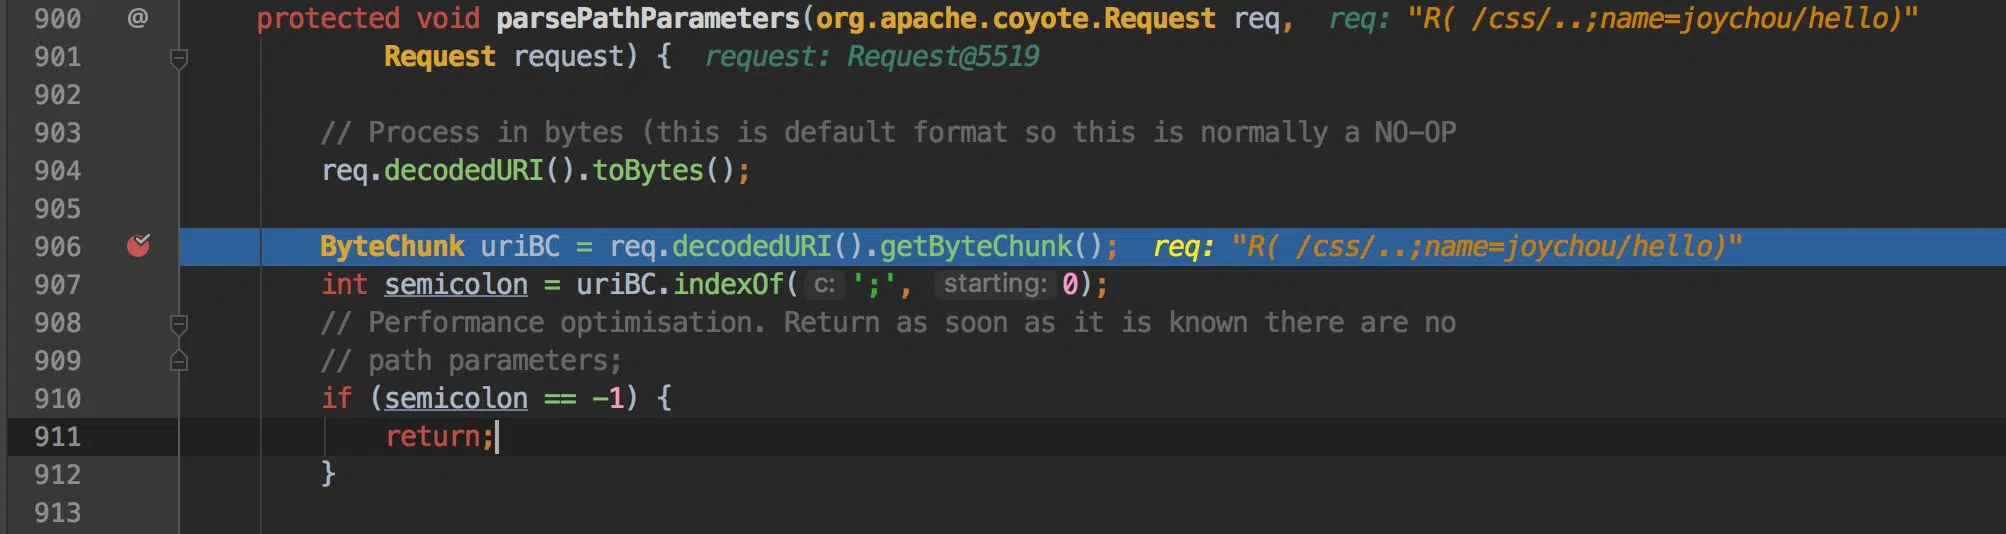 900 @ protected void parsePathParameters(org.apache.coyote.Request req, req: "R( /css/..;name=joychou/hello)"
901 Request request) { request: Request@5519
902
903 // Process in bytes (this is default format so this is normally a NO-OP
904 req.decodedURI().toBytes();
905
906 ByteChunk uriBC = req.decodedURI().getByteChunk(); req: "R( /css/..;name=joychou/hello)"
907 int semicolon = uriBC.indexOf( c: ';', starting: 0);
908 // Performance optimisation. Return as soon as it is known there are no
909 // path parameters;
910 if (semicolon == -1) {
911 return;
912 }
913